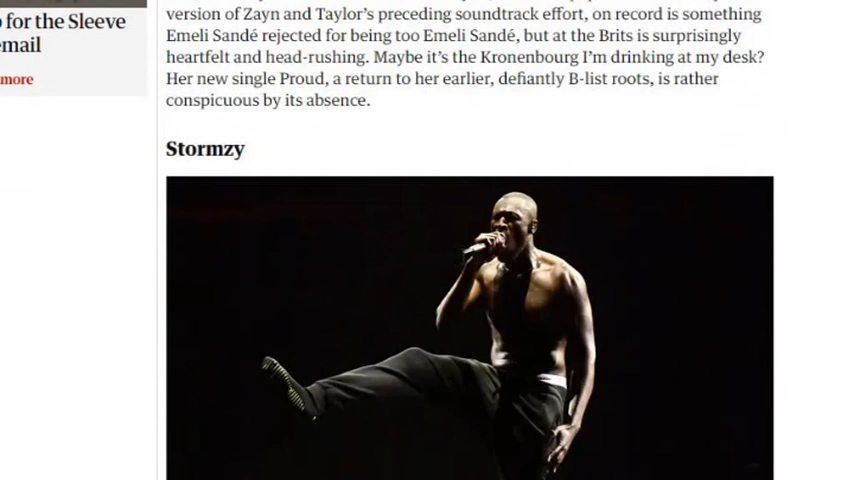 for the Sleeve
email
more
version of Zayn and Taylor's preceding soundtrack effort, on record is something
Emeli Sandé rejected for being too Emeli Sandé, but at the Brits is surprisingly
heartfelt and head-rushing. Maybe it's the Kronenbourg I'm drinking at my desk?
Her new single Proud, a return to her earlier, defiantly B-list roots, is rather
conspicuous by its absence.
Stormzy